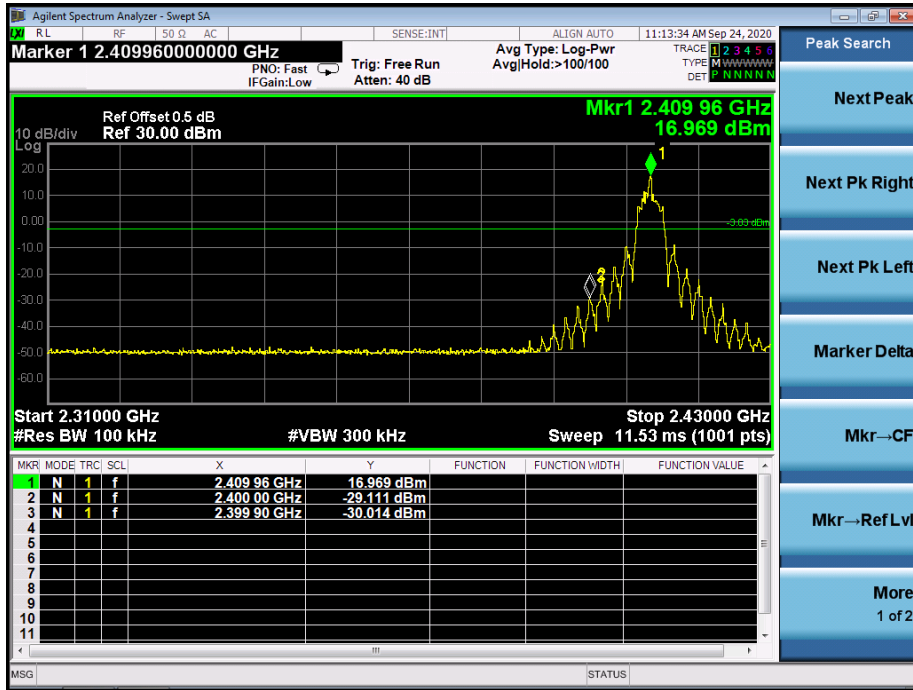 Agilent Spectrum Analyzer - Swept SA
LXI RL RF 50 Ω AC SENSE:INT ALIGN AUTO 11:13:34 AM Sep 24, 2020
Marker 1 2.409960000000 GHz
PNO: Fast
IFGain:Low
Trig: Free Run
Atten: 40 dB
Avg Type: Log-Pwr
Avg|Hold:>100/100
TRACE 1 2 3 4 5 6
TYPE M W W W W W
DET P N N N N N
Ref Offset 0.5 dB
Ref 30.00 dBm
10 dB/div
Log
Mkr1 2.409 96 GHz
16.969 dBm
1
20.0
10.0
0.00
-3.03 dBm
-10.0
-20.0
-30.0
-40.0
-50.0
-60.0
Start 2.31000 GHz
Stop 2.43000 GHz
#Res BW 100 kHz
#VBW 300 kHz
Sweep 11.53 ms (1001 pts)
MKR MODE TRC SCL X Y FUNCTION FUNCTION WIDTH FUNCTION VALUE
1 N 1 f 2.409 96 GHz 16.969 dBm
2 N 1 f 2.400 00 GHz -29.111 dBm
3 N 1 f 2.399 90 GHz -30.014 dBm
4
5
6
7
8
9
10
11
MSG
STATUS
Peak Search
Next Peak
Next Pk Right
Next Pk Left
Marker Delta
Mkr→CF
Mkr→Ref Lvl
More
1 of 2